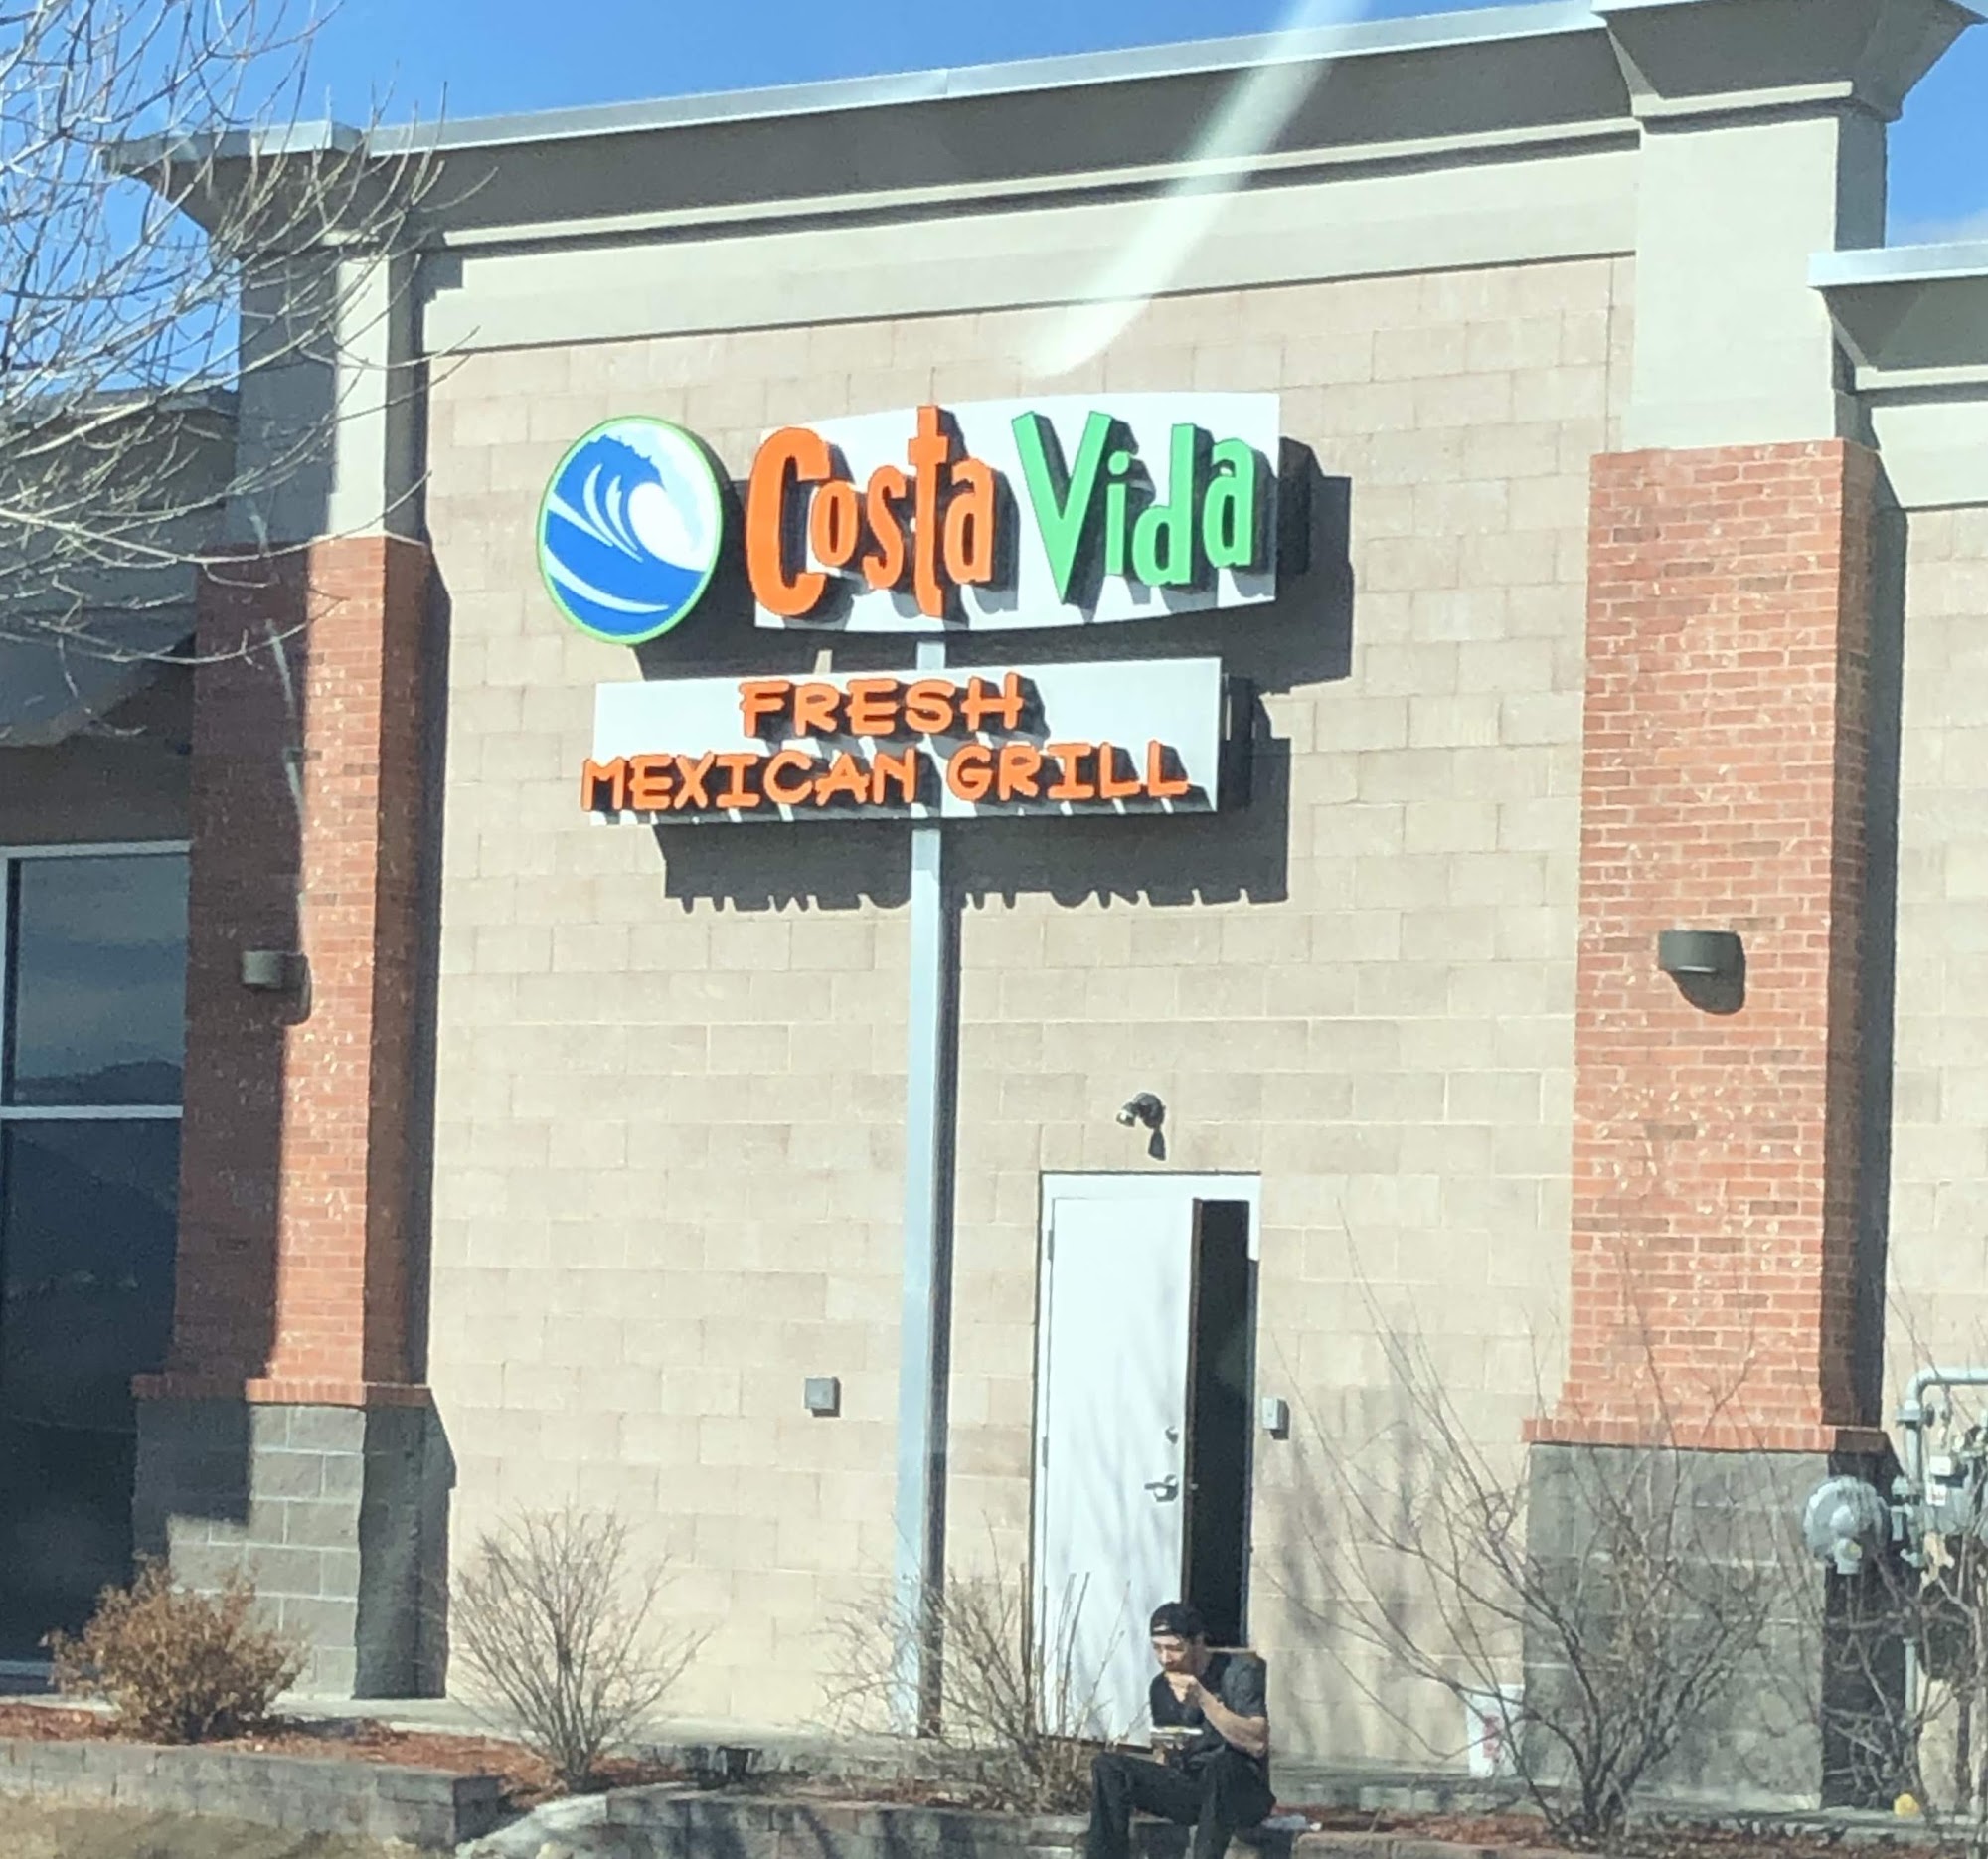 Costa Vida
FRESH
MEXICAN GRILL